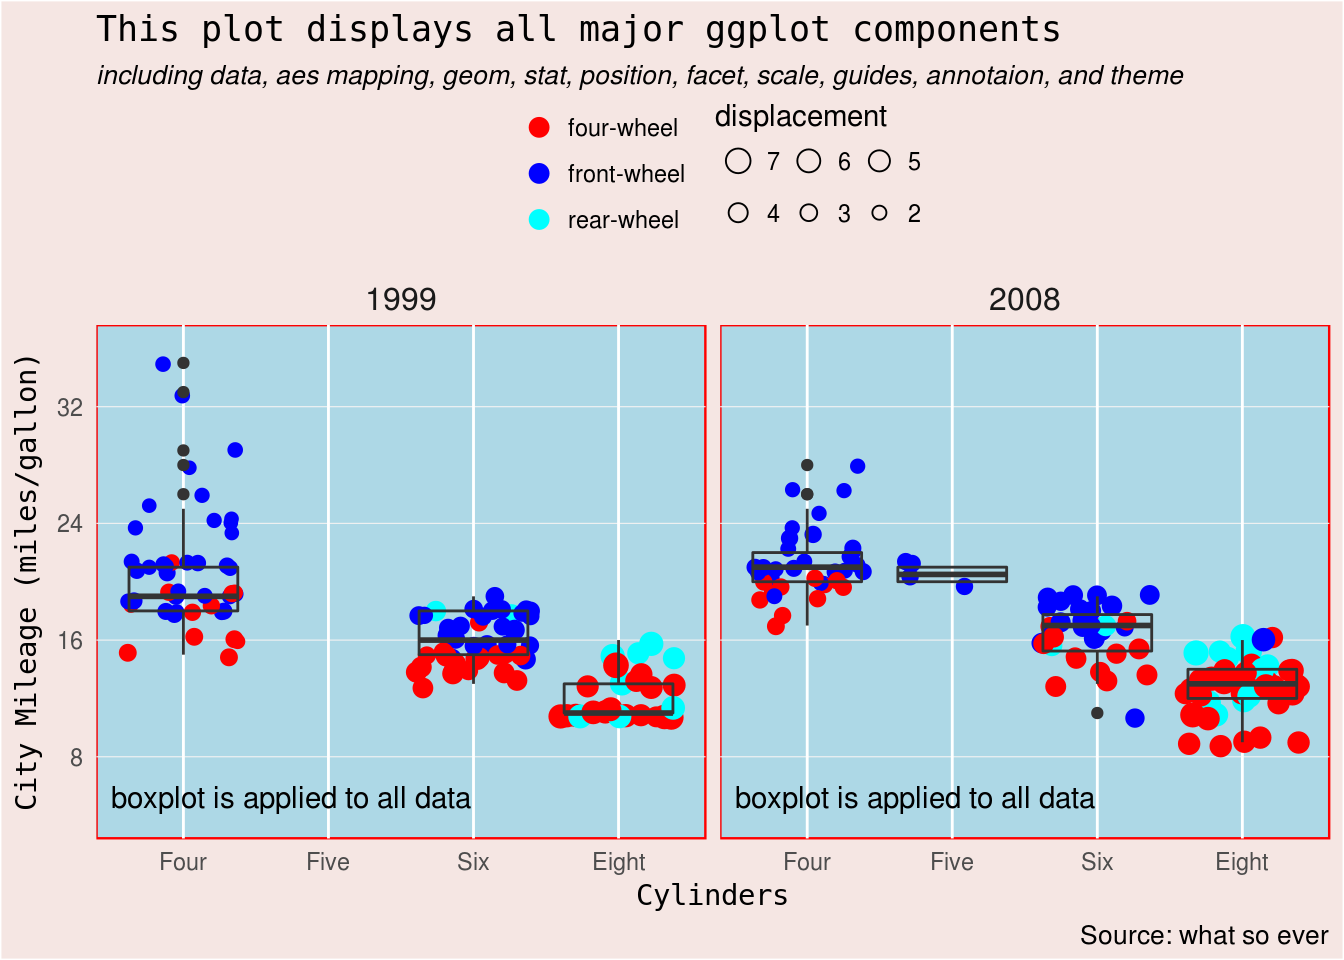 This plot displays all major ggplot components
including data, aes mapping, geom, stat, position, facet, scale, guides, annotaion, and theme
four-wheel
front-wheel
rear-wheel
displacement
7 6 5
4 3 2
1999 2008
City Mileage (miles/gallon)
32
24
16
8
boxplot is applied to all data boxplot is applied to all data
Four Five Six Eight Four Five Six Eight
Cylinders
Source: what so ever